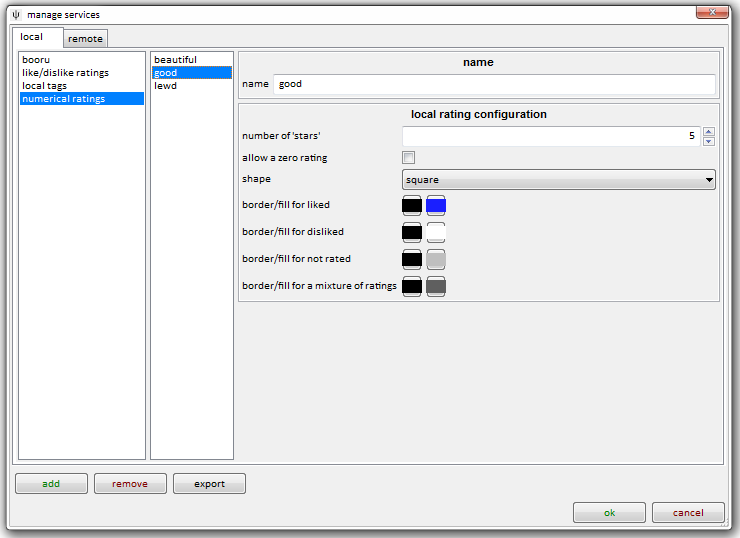 manage services
local remote
booru
like/dislike ratings
local tags
numerical ratings
beautiful
good
lewd
name
name good
local rating configuration
number of 'stars' 5
allow a zero rating
shape square
border/fill for liked
border/fill for disliked
border/fill for not rated
border/fill for a mixture of ratings
add remove export
ok cancel